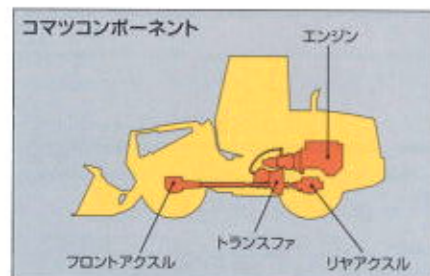 コマツコンポーネント
エンジン
トランスファ
フロントアクスル
リヤアクスル